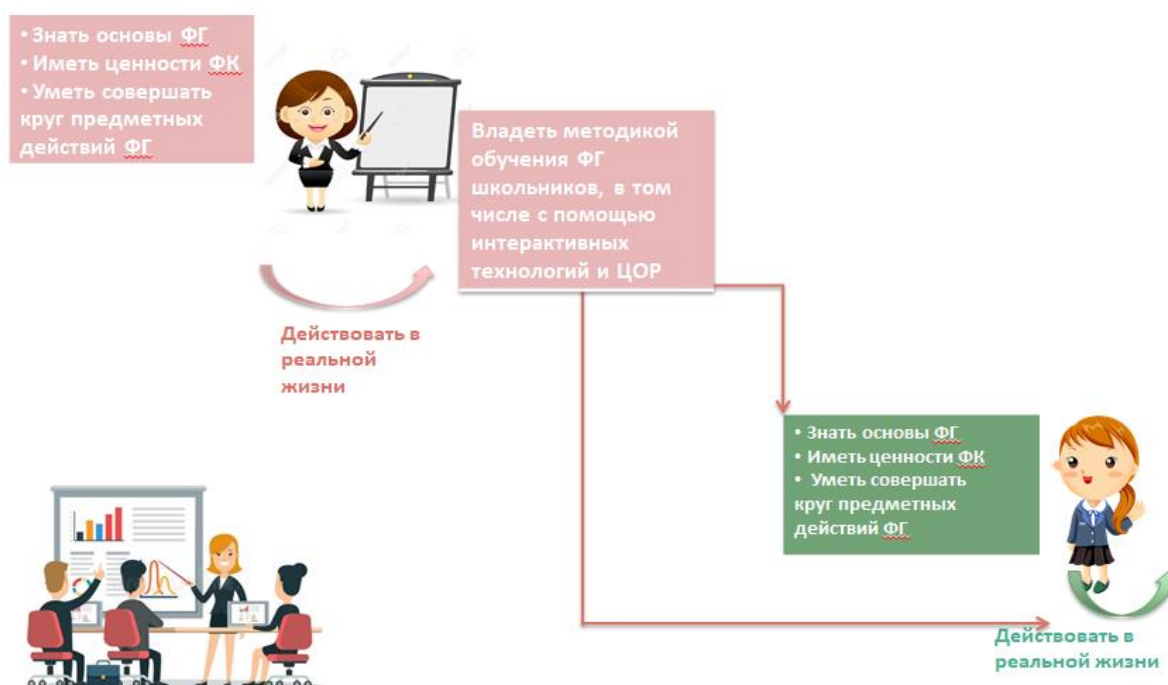 • Знать основы ФГ
• Иметь ценности ФК
• Уметь совершать
круг предметных
действий ФГ
Владеть методикой
обучения ФГ
школьников, в том
числе с помощью
интерактивных
технологий и ЦОР
Действовать в
реальной
жизни
• Знать основы ФГ
• Иметь ценности ФК
• Уметь совершать
круг предметных
действий ФГ
Действовать в
реальной жизни